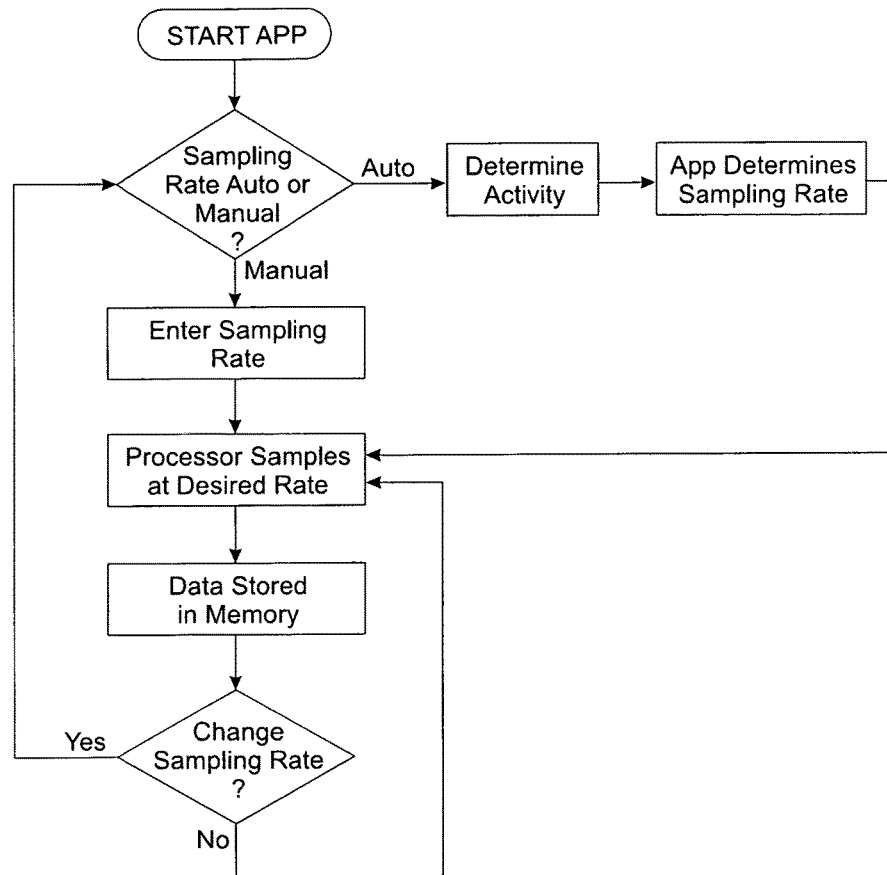 START APP
Sampling
Rate Auto or
Manual
?
Auto
Determine
Activity
App Determines
Sampling Rate
Manual
Enter Sampling
Rate
Processor Samples
at Desired Rate
Data Stored
in Memory
Change
Sampling Rate
?
Yes
No